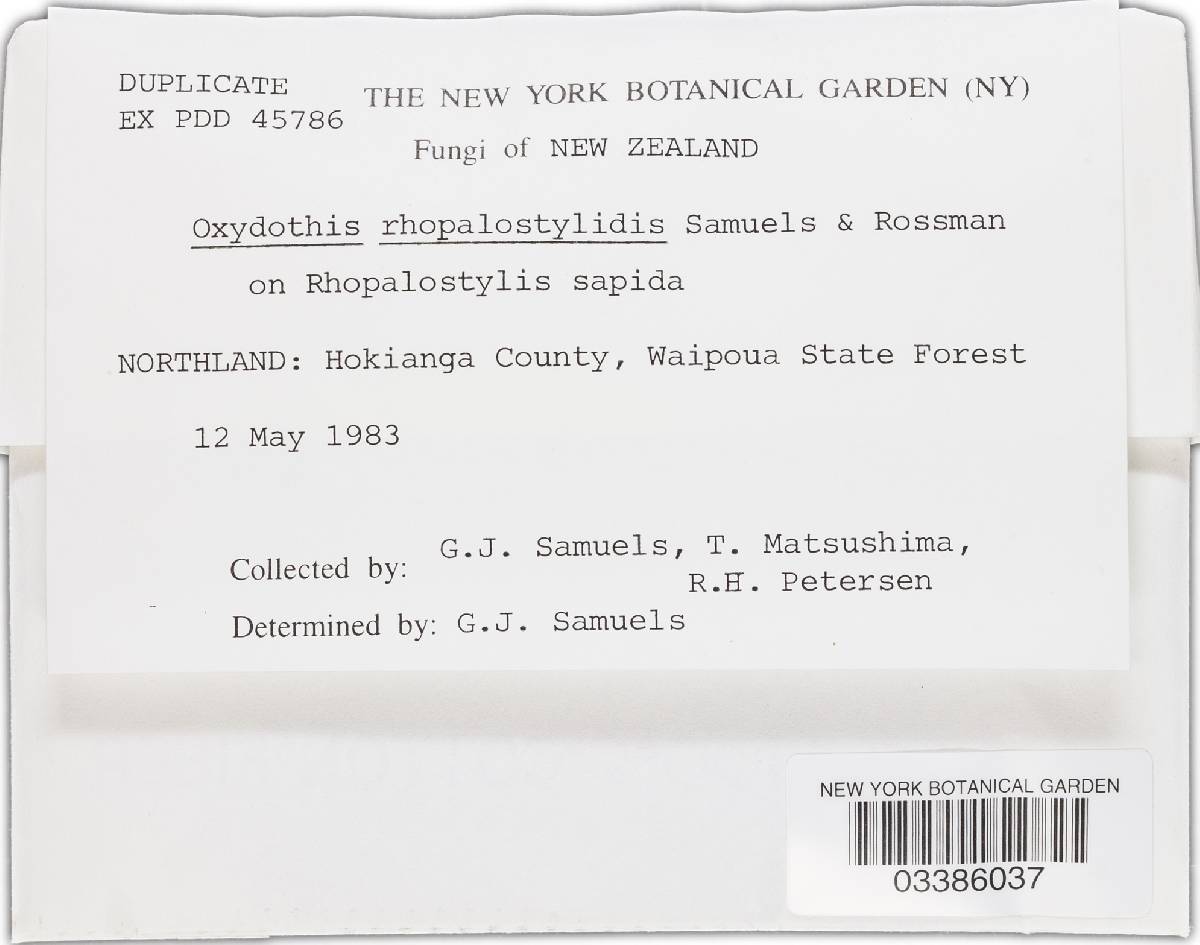 DUPLICATE
EX PDD 45786
THE NEW YORK BOTANICAL GARDEN (NY)
Fungi of NEW ZEALAND
Oxydothis rhopalostylidis Samuels & Rossman
on Rhopalostylis sapida
NORTHLAND: Hokianga County, Waipoua State Forest
12 May 1983
Collected by: G.J. Samuels, T. Matsushima,
R.H. Petersen
Determined by: G.J. Samuels
NEW YORK BOTANICAL GARDEN
03386037